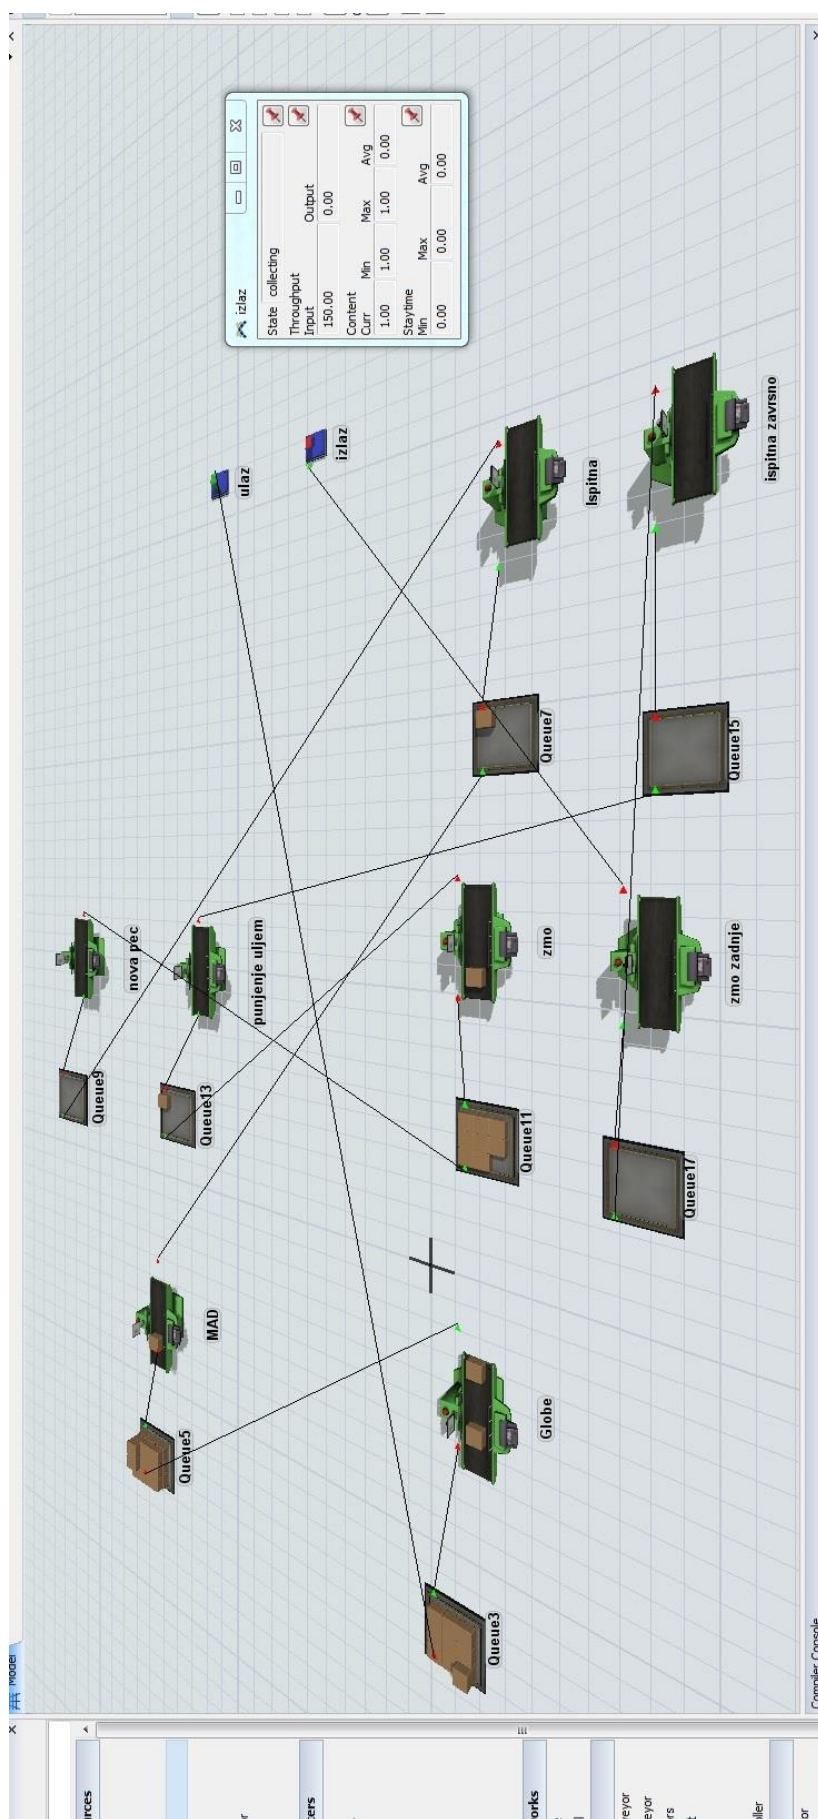 Model
izlaz
State collecting
Throughput
Input Output
150.00 0.00
Content
Curr Min Max Avg
1.00 1.00 1.00 0.00
Staytime
Min Max Avg
0.00 0.00 0.00
ulaz
izlaz
nova pec
punjenje uljem
Ispitna
ispitna zavrsno
Queue9
Queue13
Queue7
Queue15
zmo
zmo zadnje
MAD
Queue11
Queue17
Queue5
Globe
Queue3
Compiler Console